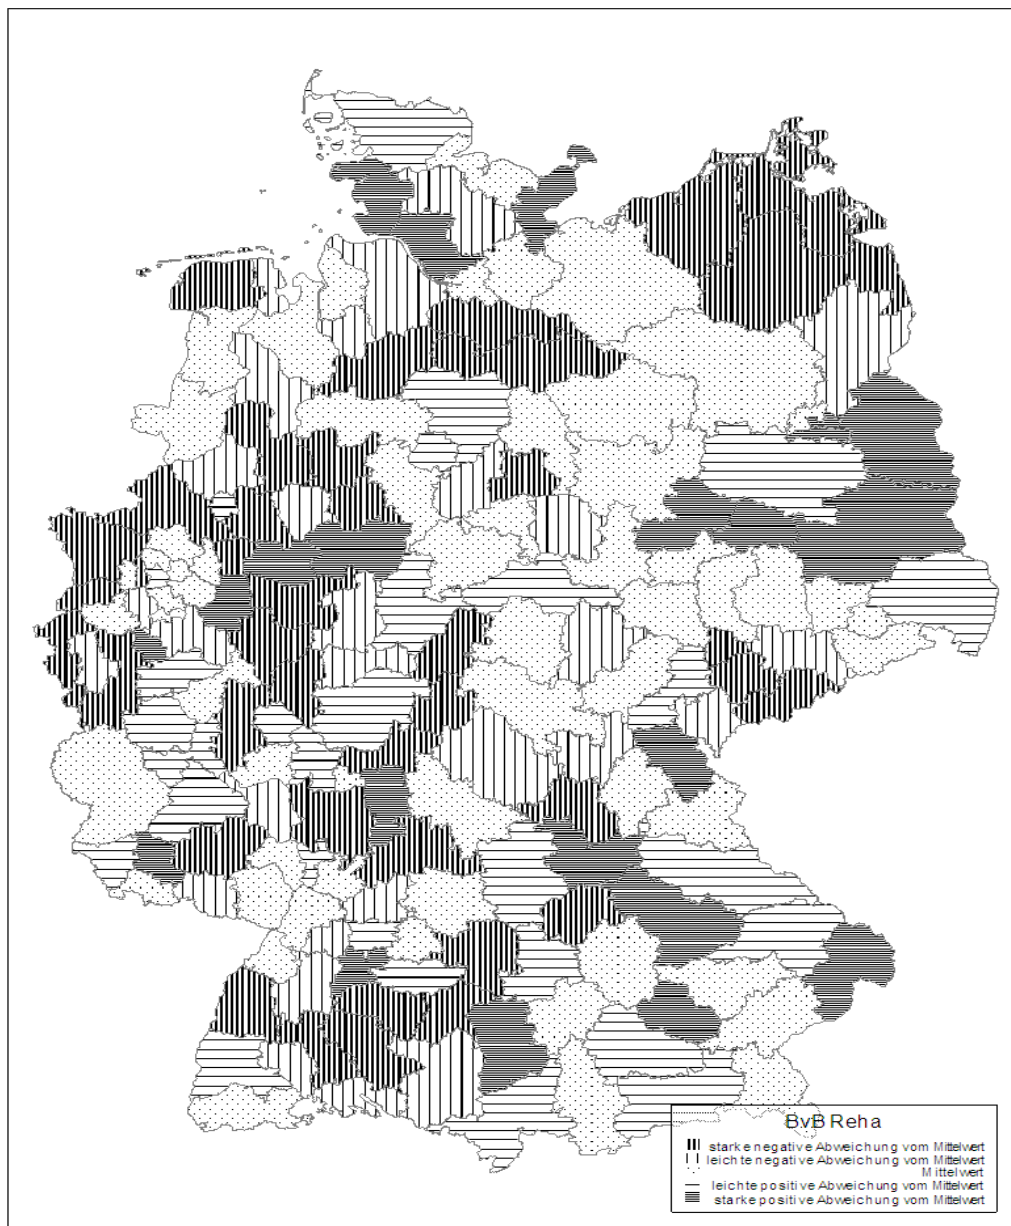 BvB Reha
starke negative Abweichung vom Mittelwert
leichte negative Abweichung vom Mittelwert
Mittelwert
leichte positive Abweichung vom Mittelwert
starke positive Abweichung vom Mittelwert